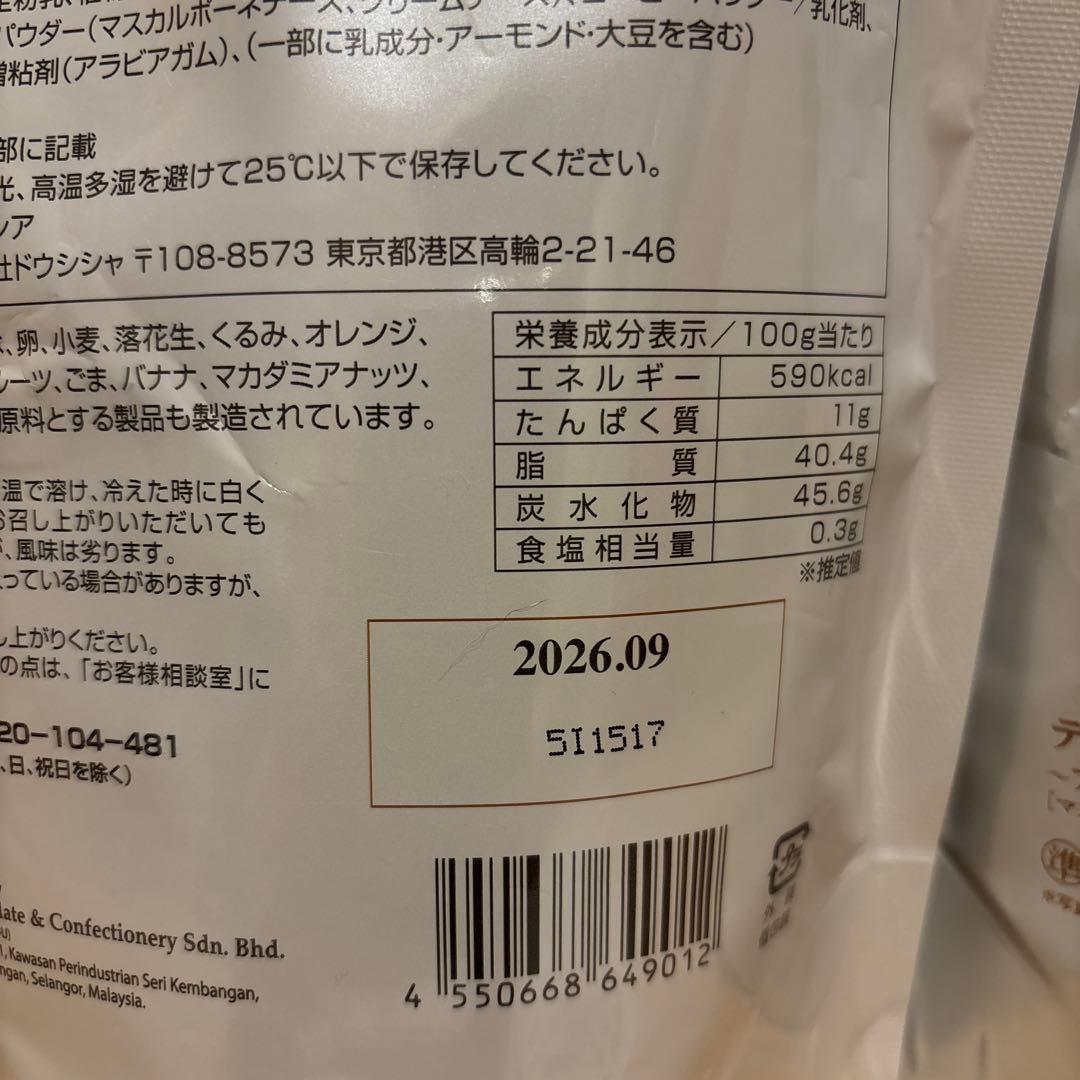 パウダー(マスカルポーネチーズ、クリームチーズ/乳化剤、
増粘剤(アラビアガム)、(一部に乳成分・アーモンド・大豆を含む)
部に記載
光、高温多湿を避けて25℃以下で保存してください。
シア
社ドウシシャ 〒108-8573 東京都港区高輪2-21-46
、卵、小麦、落花生、くるみ、オレンジ、
ルーツ、ごま、バナナ、マカダミアナッツ、
原料とする製品も製造されています。
温で溶け、冷えた時に白く
お召し上がりいただいても
、風味は劣ります。
っている場合がありますが、
し上がりください。
の点は、「お客様相談室」に
20-104-481
、日、祝日を除く)
栄養成分表示/100g当たり
エネルギー 590kcal
たんぱく質 11g
脂質 40.4g
炭水化物 45.6g
食塩相当量 0.3g
※推定値
2026.09
5I1517
late & Confectionery Sdn. Bhd.
, Kawasan Perindustrian Seri Kembangan,
ngan, Selangor, Malaysia.
4 550668 649012
プラ
テ
準